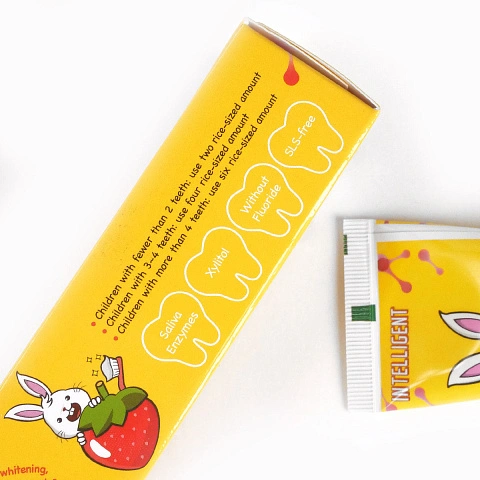 Children with fewer than 2 teeth: use two rice-sized amount
Children with 3-4 teeth: use four rice-sized amount
Children with more than 4 teeth: use six rice-sized amount
Saliva
Enzymes
Xylitol
Without
Fluoride
SLS-free
whitening,
INTELLIGENT